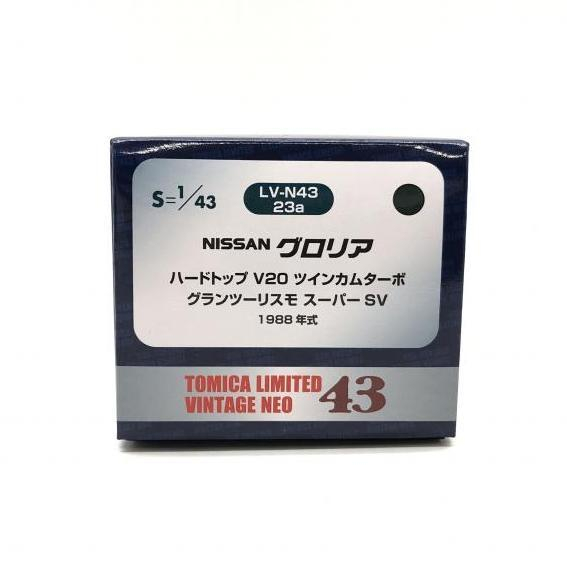 S=1/43
LV-N43
23a
NISSAN グロリア
ハードトップ V20 ツインカムターボ
グランツーリスモ スーパー SV
1988 年式
TOMICA LIMITED
VINTAGE NEO 43